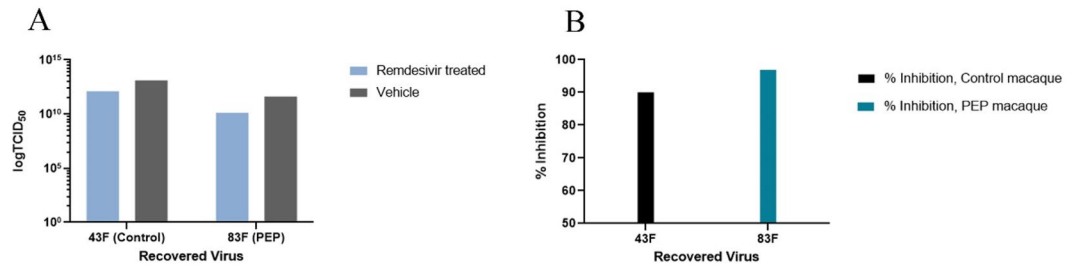 A
logTCID50
10^15
10^10
10^5
10^0
43F (Control)
83F (PEP)
Recovered Virus
Remdesivir treated
Vehicle
B
% Inhibition
100
90
80
70
60
50
43F
83F
Recovered Virus
% Inhibition, Control macaque
% Inhibition, PEP macaque